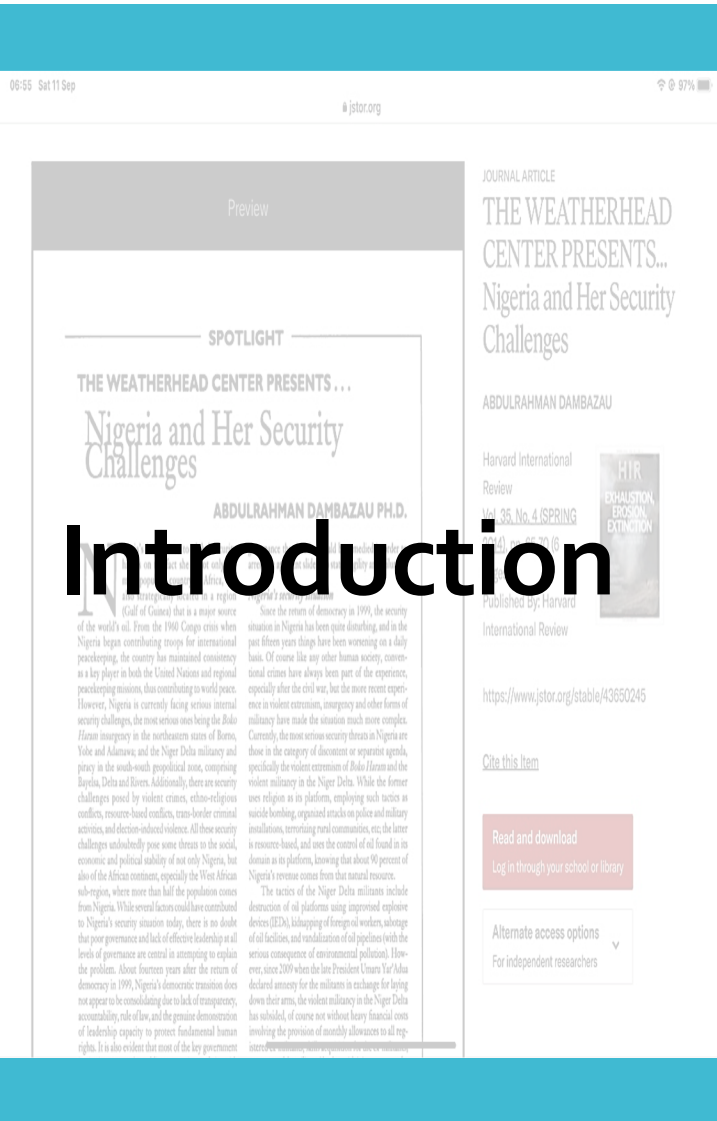 06:55 Sat 11 Sep
97%
jstor.org
Preview
SPOTLIGHT
THE WEATHERHEAD CENTER PRESENTS . . .
Nigeria and Her Security
Challenges
ABDULRAHMAN DAMBAZAU PH.D.
Introduction
(Gulf of Guinea) that is a major source
of the world's oil. From the 1960 Congo crisis when
Nigeria began contributing troops for international
peacekeeping, the country has maintained consistency
as a key player in both the United Nations and regional
peacekeeping missions, thus contributing to world peace.
However, Nigeria is currently facing serious internal
security challenges, the most serious ones being the Boko
Haram insurgency in the northeastern states of Borno,
Yobe and Adamawa; and the Niger Delta militancy and
piracy in the south-south geopolitical zone, comprising
Bayelsa, Delta and Rivers. Additionally, there are security
challenges posed by violent crimes, ethno-religious
conflicts, resource-based conflicts, trans-border criminal
activities, and election-induced violence. All these security
challenges undoubtedly pose some threats to the social,
economic and political stability of not only Nigeria, but
also of the African continent, especially the West African
sub-region, where more than half the population comes
from Nigeria. While several factors could have contributed
to Nigeria's security situation today, there is no doubt
that poor governance and lack of effective leadership at all
levels of governance are central in attempting to explain
the problem. About fourteen years after the return of
democracy in 1999, Nigeria's democratic transition does
not appear to be consolidating due to lack of transparency,
accountability, rule of law, and the genuine demonstration
of leadership capacity to protect fundamental human
rights. It is also evident that most of the key government
Nigeria's security situation
Since the return of democracy in 1999, the security
situation in Nigeria has been quite disturbing, and in the
past fifteen years things have been worsening on a daily
basis. Of course like any other human society, conven-
tional crimes have always been part of the experience,
especially after the civil war, but the more recent experi-
ence in violent extremism, insurgency and other forms of
militancy have made the situation much more complex.
Currently, the most serious security threats in Nigeria are
those in the category of discontent or separatist agenda,
specifically the violent extremism of Boko Haram and the
violent militancy in the Niger Delta. While the former
uses religion as its platform, employing such tactics as
suicide bombing, organized attacks on police and military
installations, terrorizing rural communities, etc; the latter
is resource-based, and uses the control of oil found in its
domain as its platform, knowing that about 90 percent of
Nigeria's revenue comes from that natural resource.
The tactics of the Niger Delta militants include
destruction of oil platforms using improvised explosive
devices (IEDs), kidnapping of foreign oil workers, sabotage
of oil facilities, and vandalization of oil pipelines (with the
serious consequence of environmental pollution). How-
ever, since 2009 when the late President Umaru Yar'Adua
declared amnesty for the militants in exchange for laying
down their arms, the violent militancy in the Niger Delta
has subsided, of course not without heavy financial costs
involving the provision of monthly allowances to all reg-
JOURNAL ARTICLE
THE WEATHERHEAD
CENTER PRESENTS...
Nigeria and Her Security
Challenges
ABDULRAHMAN DAMBAZAU
Harvard International
Review
Vol. 35, No. 4 (SPRING
Published By: Harvard
International Review
HIR
EXHAUSTION,
EROSION,
EXTINCTION
https://www.jstor.org/stable/43650245
Cite this Item
Read and download
Log in through your school or library
Alternate access options
For independent researchers